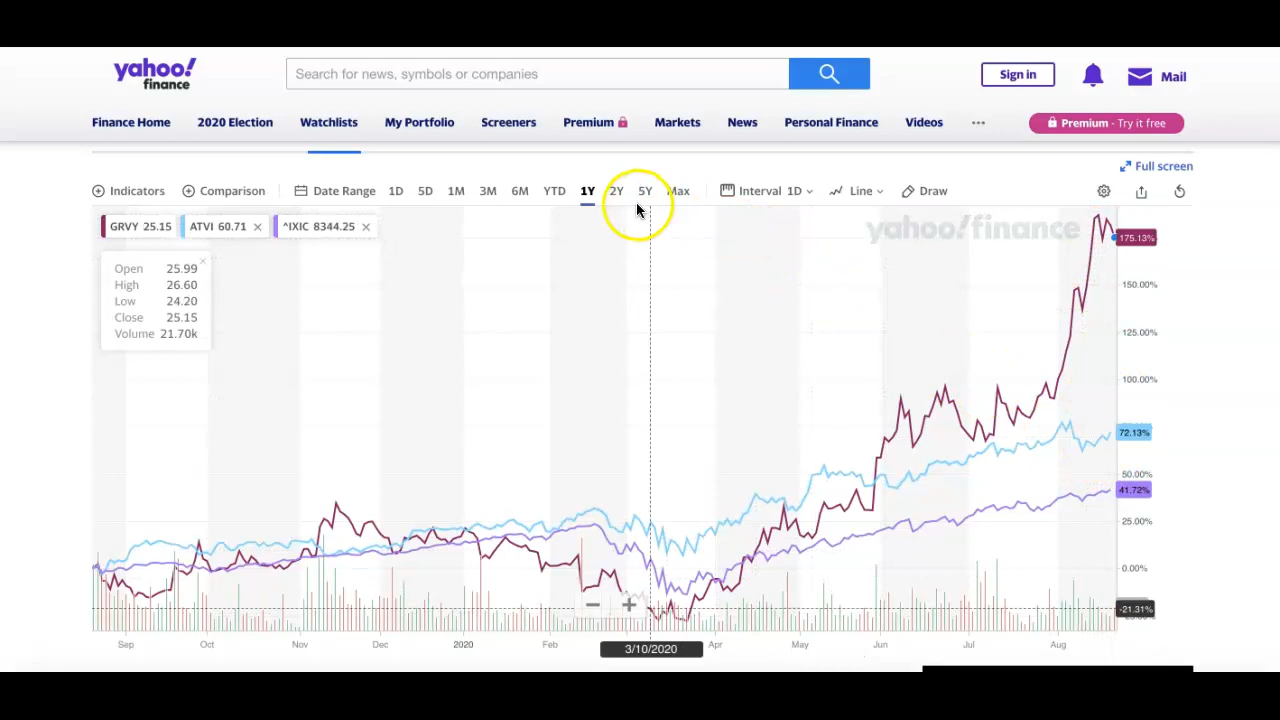 yahoo!
finance
Search for news, symbols or companies
Sign in
Mail
Finance Home 2020 Election Watchlists My Portfolio Screeners Premium Markets News Personal Finance Videos ••• Premium - Try it free
Full screen
Indicators Comparison Date Range 1D 5D 1M 3M 6M YTD 1Y 2Y 5Y Max Interval 1D Line Draw
GRVY 25.15 ATVI 60.71 × ^IXIC 8344.25 ×
yahoo!finance
175.13%
Open 25.99
High 26.60
Low 24.20
Close 25.15
Volume 21.70k
150.00%
125.00%
100.00%
72.13%
50.00%
41.72%
25.00%
0.00%
-21.31%
Sep Oct Nov Dec 2020 Feb 3/10/2020 Apr May Jun Jul Aug